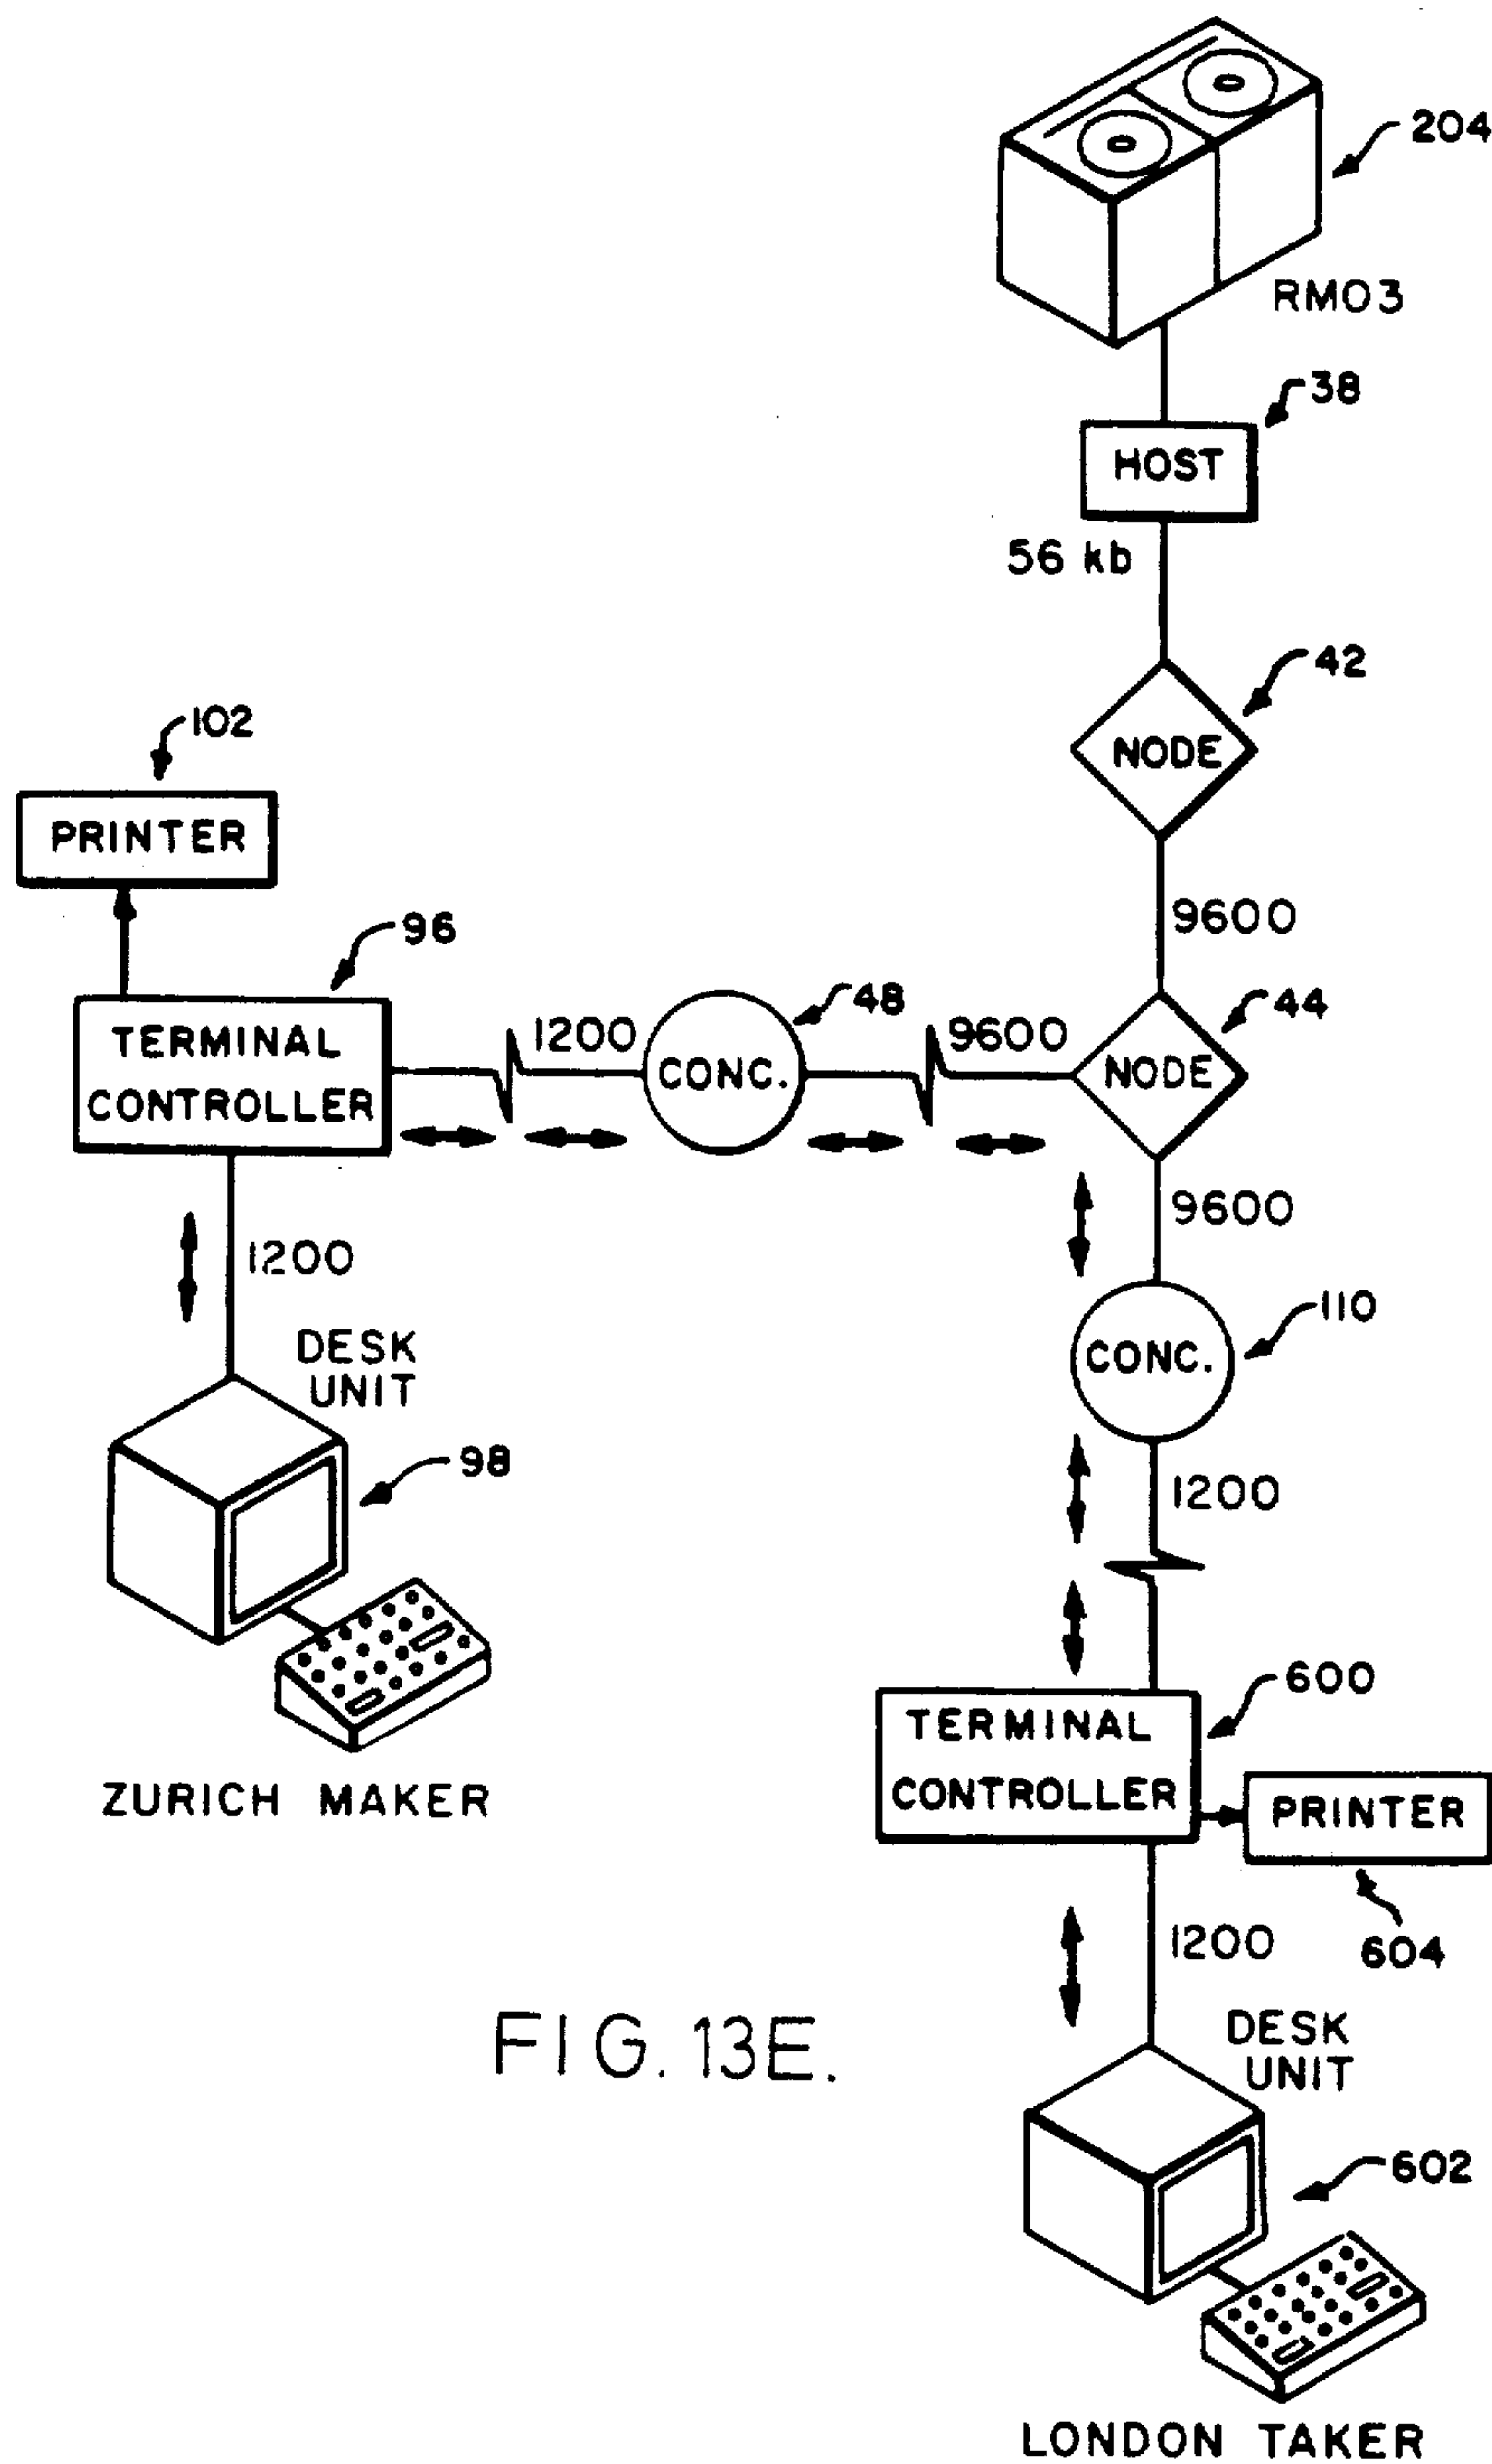 204
RM03
38
HOST
56 kb
42
NODE
102
PRINTER
9600
96
44
48
TERMINAL
CONTROLLER
1200
CONC.
9600
NODE
9600
1200
110
CONC.
DESK
UNIT
98
1200
ZURICH MAKER
600
TERMINAL
CONTROLLER
PRINTER
604
1200
DESK
UNIT
FIG. 13E.
602
LONDON TAKER